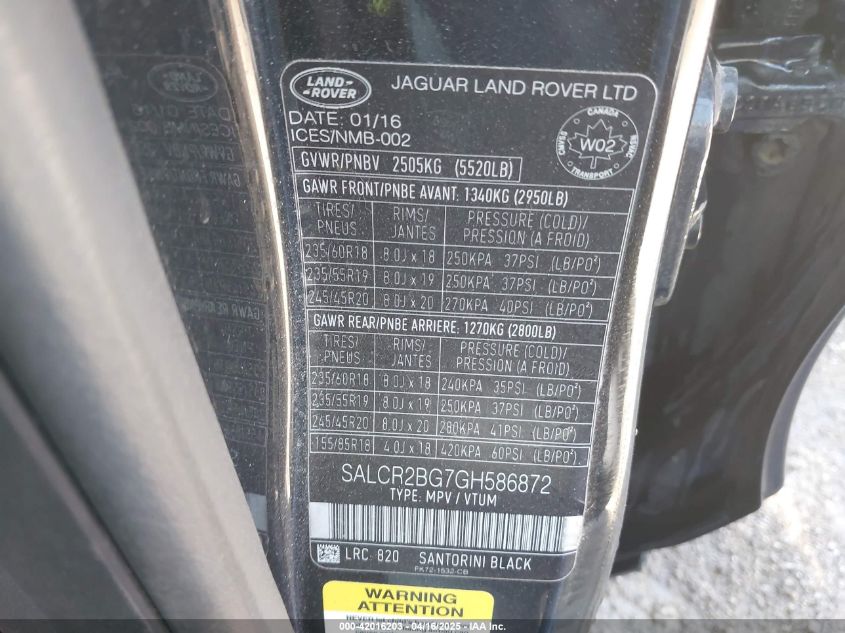 LAND-
-ROVER
JAGUAR LAND ROVER LTD
DATE: 01/16
ICES/NMB-002
CANADA
W02
TRANSPORT
GVWR/PNBV 2505KG (5520LB)
GAWR FRONT/PNBE AVANT: 1340KG (2950LB)
TIRES/ RIMS/ PRESSURE (COLD)/
PNEUS JANTES PRESSION (A FROID)
235/60R18 8.0J x 18 250KPA 37PSI (LB/PO²)
235/55R19 8.0J x 19 250KPA 37PSI (LB/PO²)
245/45R20 8.0J x 20 270KPA 40PSI (LB/PO²)
GAWR REAR/PNBE ARRIERE: 1270KG (2800LB)
TIRES/ RIMS/ PRESSURE (COLD)/
PNEUS JANTES PRESSION (A FROID)
235/60R18 8.0J x 18 240KPA 35PSI (LB/PO²)
235/55R19 8.0J x 19 250KPA 37PSI (LB/PO²)
245/45R20 8.0J x 20 280KPA 41PSI (LB/PO²)
155/85R18 4.0J x 18 420KPA 60PSI (LB/PO²)
SALCR2BG7GH586872
TYPE: MPV / VTUM
LRC 820 SANTORINI BLACK
PK72-1532-CB
WARNING
ATTENTION
000-42016203 - 04/16/2025 - IAA Inc.